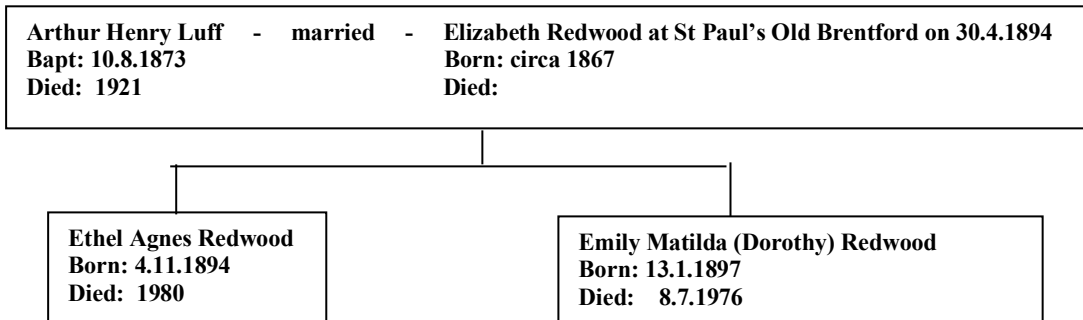 Arthur Henry Luff - married - Elizabeth Redwood at St Paul's Old Brentford on 30.4.1894
Bapt: 10.8.1873 Born: circa 1867
Died: 1921 Died:
Ethel Agnes Redwood
Born: 4.11.1894
Died: 1980
Emily Matilda (Dorothy) Redwood
Born: 13.1.1897
Died: 8.7.1976